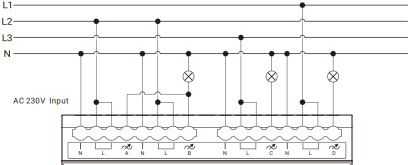 L1
L2
L3
N
AC 230V Input
N L A N L B N L C N L D